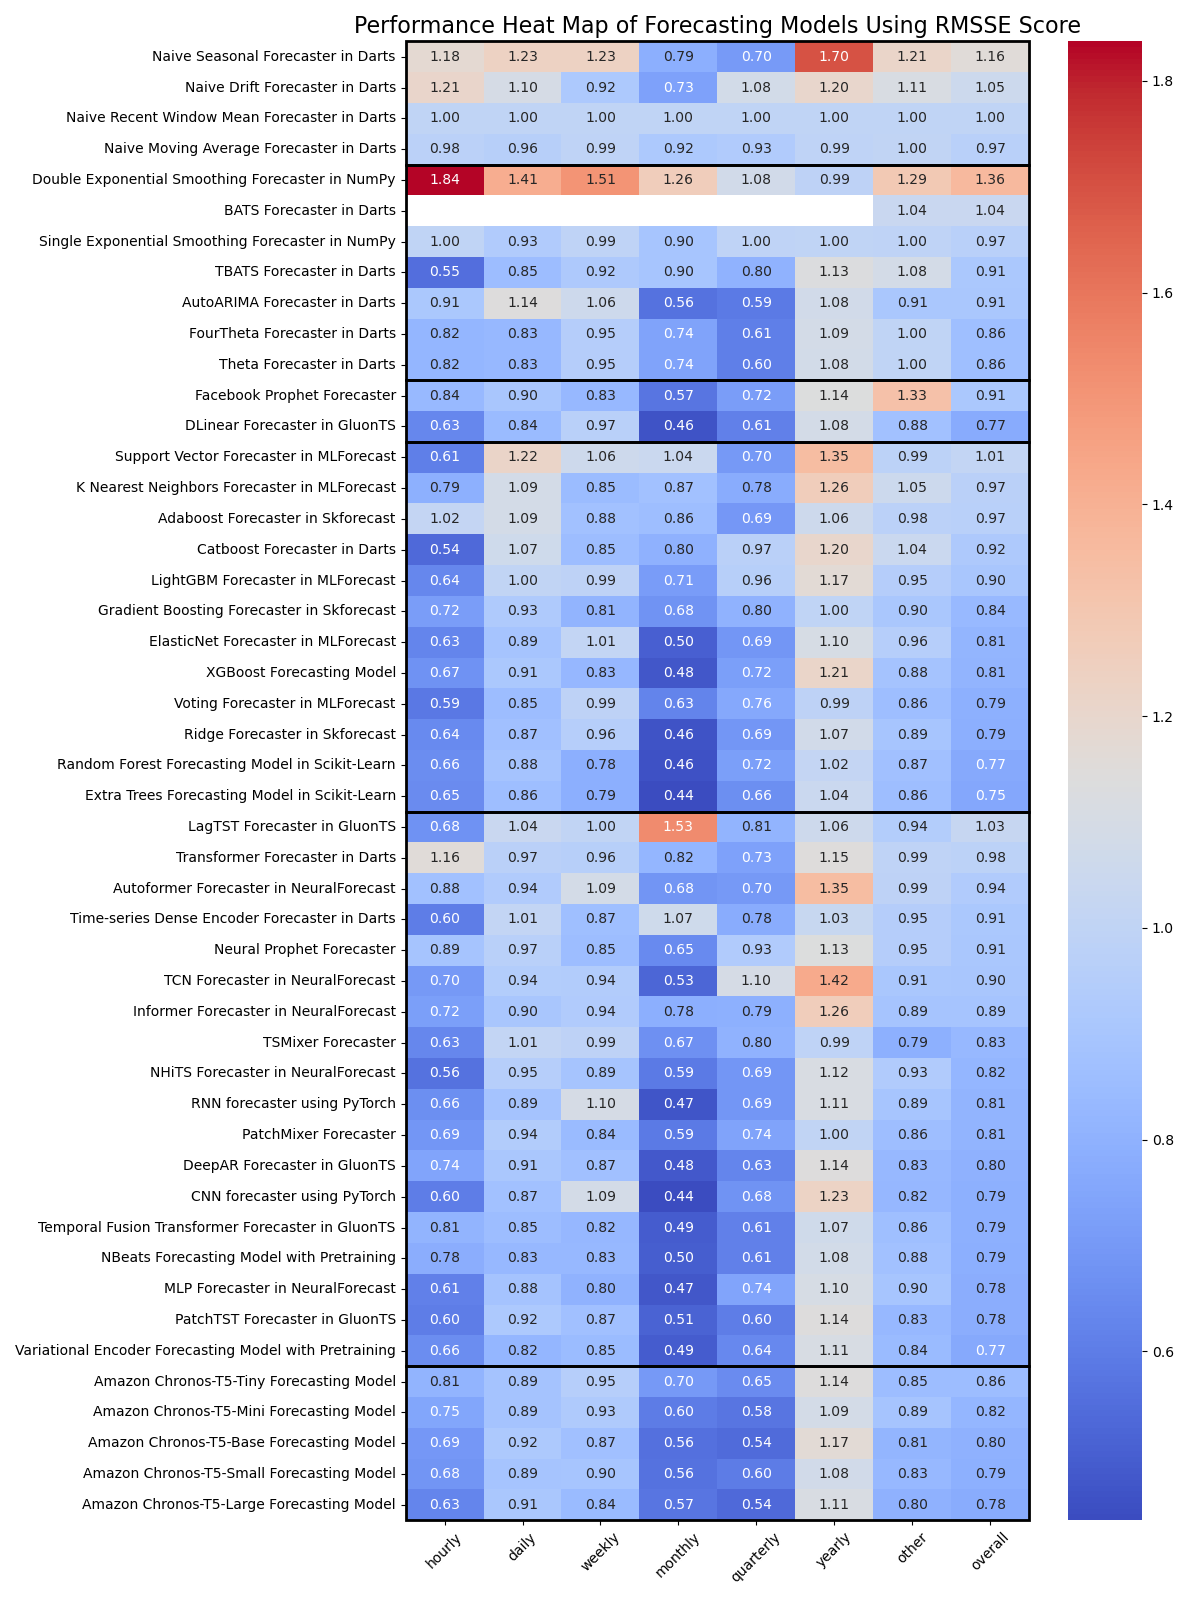 Performance Heat Map of Forecasting Models Using RMSSE Score
Naive Seasonal Forecaster in Darts 1.18 1.23 1.23 0.79 0.70 1.70 1.21 1.16
Naive Drift Forecaster in Darts 1.21 1.10 0.92 0.73 1.08 1.20 1.11 1.05
Naive Recent Window Mean Forecaster in Darts 1.00 1.00 1.00 1.00 1.00 1.00 1.00 1.00
Naive Moving Average Forecaster in Darts 0.98 0.96 0.99 0.92 0.93 0.99 1.00 0.97
Double Exponential Smoothing Forecaster in NumPy 1.84 1.41 1.51 1.26 1.08 0.99 1.29 1.36
BATS Forecaster in Darts 1.04 1.04
Single Exponential Smoothing Forecaster in NumPy 1.00 0.93 0.99 0.90 1.00 1.00 1.00 0.97
TBATS Forecaster in Darts 0.55 0.85 0.92 0.90 0.80 1.13 1.08 0.91
AutoARIMA Forecaster in Darts 0.91 1.14 1.06 0.56 0.59 1.08 0.91 0.91
FourTheta Forecaster in Darts 0.82 0.83 0.95 0.74 0.61 1.09 1.00 0.86
Theta Forecaster in Darts 0.82 0.83 0.95 0.74 0.60 1.08 1.00 0.86
Facebook Prophet Forecaster 0.84 0.90 0.83 0.57 0.72 1.14 1.33 0.91
DLinear Forecaster in GluonTS 0.63 0.84 0.97 0.46 0.61 1.08 0.88 0.77
Support Vector Forecaster in MLForecast 0.61 1.22 1.06 1.04 0.70 1.35 0.99 1.01
K Nearest Neighbors Forecaster in MLForecast 0.79 1.09 0.85 0.87 0.78 1.26 1.05 0.97
Adaboost Forecaster in Skforecast 1.02 1.09 0.88 0.86 0.69 1.06 0.98 0.97
Catboost Forecaster in Darts 0.54 1.07 0.85 0.80 0.97 1.20 1.04 0.92
LightGBM Forecaster in MLForecast 0.64 1.00 0.99 0.71 0.96 1.17 0.95 0.90
Gradient Boosting Forecaster in Skforecast 0.72 0.93 0.81 0.68 0.80 1.00 0.90 0.84
ElasticNet Forecaster in MLForecast 0.63 0.89 1.01 0.50 0.69 1.10 0.96 0.81
XGBoost Forecasting Model 0.67 0.91 0.83 0.48 0.72 1.21 0.88 0.81
Voting Forecaster in MLForecast 0.59 0.85 0.99 0.63 0.76 0.99 0.86 0.79
Ridge Forecaster in Skforecast 0.64 0.87 0.96 0.46 0.69 1.07 0.89 0.79
Random Forest Forecasting Model in Scikit-Learn 0.66 0.88 0.78 0.46 0.72 1.02 0.87 0.77
Extra Trees Forecasting Model in Scikit-Learn 0.65 0.86 0.79 0.44 0.66 1.04 0.86 0.75
LagTST Forecaster in GluonTS 0.68 1.04 1.00 1.53 0.81 1.06 0.94 1.03
Transformer Forecaster in Darts 1.16 0.97 0.96 0.82 0.73 1.15 0.99 0.98
Autoformer Forecaster in NeuralForecast 0.88 0.94 1.09 0.68 0.70 1.35 0.99 0.94
Time-series Dense Encoder Forecaster in Darts 0.60 1.01 0.87 1.07 0.78 1.03 0.95 0.91
Neural Prophet Forecaster 0.89 0.97 0.85 0.65 0.93 1.13 0.95 0.91
TCN Forecaster in NeuralForecast 0.70 0.94 0.94 0.53 1.10 1.42 0.91 0.90
Informer Forecaster in NeuralForecast 0.72 0.90 0.94 0.78 0.79 1.26 0.89 0.89
TSMixer Forecaster 0.63 1.01 0.99 0.67 0.80 0.99 0.79 0.83
NHiTS Forecaster in NeuralForecast 0.56 0.95 0.89 0.59 0.69 1.12 0.93 0.82
RNN forecaster using PyTorch 0.66 0.89 1.10 0.47 0.69 1.11 0.89 0.81
PatchMixer Forecaster 0.69 0.94 0.84 0.59 0.74 1.00 0.86 0.81
DeepAR Forecaster in GluonTS 0.74 0.91 0.87 0.48 0.63 1.14 0.83 0.80
CNN forecaster using PyTorch 0.60 0.87 1.09 0.44 0.68 1.23 0.82 0.79
Temporal Fusion Transformer Forecaster in GluonTS 0.81 0.85 0.82 0.49 0.61 1.07 0.86 0.79
NBeats Forecasting Model with Pretraining 0.78 0.83 0.83 0.50 0.61 1.08 0.88 0.79
MLP Forecaster in NeuralForecast 0.61 0.88 0.80 0.47 0.74 1.10 0.90 0.78
PatchTST Forecaster in GluonTS 0.60 0.92 0.87 0.51 0.60 1.14 0.83 0.78
Variational Encoder Forecasting Model with Pretraining 0.66 0.82 0.85 0.49 0.64 1.11 0.84 0.77
Amazon Chronos-T5-Tiny Forecasting Model 0.81 0.89 0.95 0.70 0.65 1.14 0.85 0.86
Amazon Chronos-T5-Mini Forecasting Model 0.75 0.89 0.93 0.60 0.58 1.09 0.89 0.82
Amazon Chronos-T5-Base Forecasting Model 0.69 0.92 0.87 0.56 0.54 1.17 0.81 0.80
Amazon Chronos-T5-Small Forecasting Model 0.68 0.89 0.90 0.56 0.60 1.08 0.83 0.79
Amazon Chronos-T5-Large Forecasting Model 0.63 0.91 0.84 0.57 0.54 1.11 0.80 0.78
hourly daily weekly monthly quarterly yearly other overall
1.8
1.6
1.4
1.2
1.0
0.8
0.6